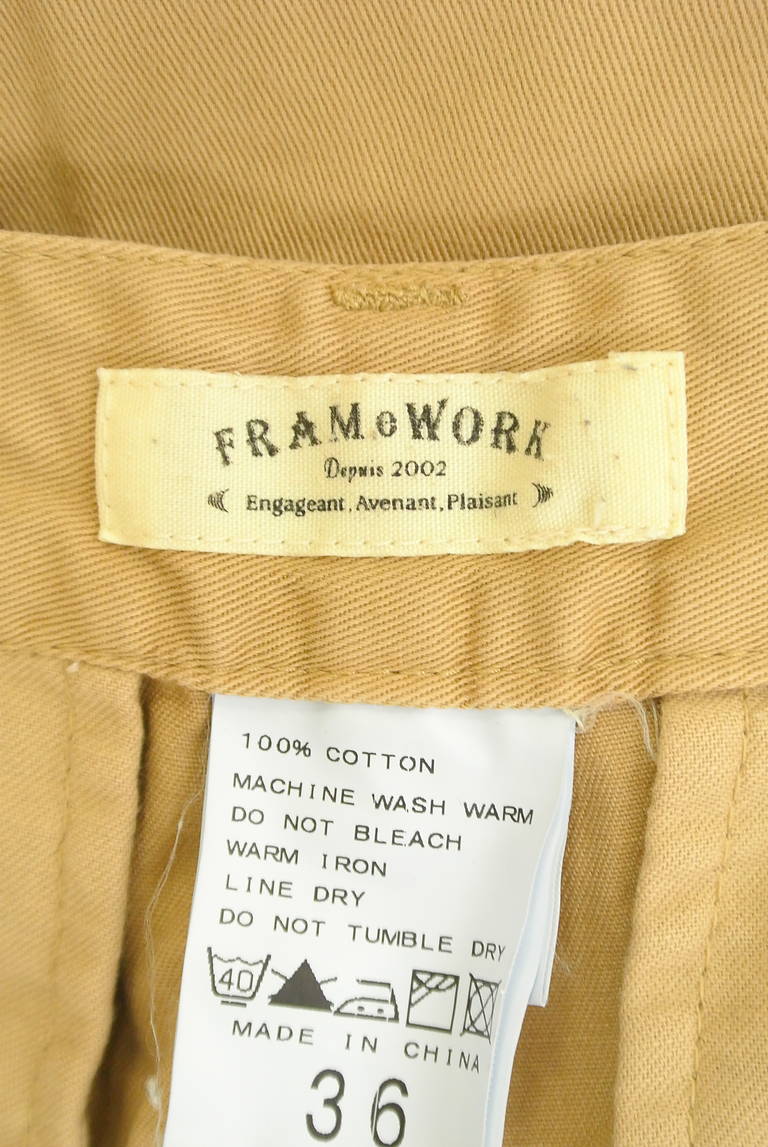 FRAMeWORK
Depuis 2002
Engageant, Avenant, Plaisant
100% COTTON
MACHINE WASH WARM
DO NOT BLEACH
WARM IRON
LINE DRY
DO NOT TUMBLE DRY
40
MADE IN CHINA
36